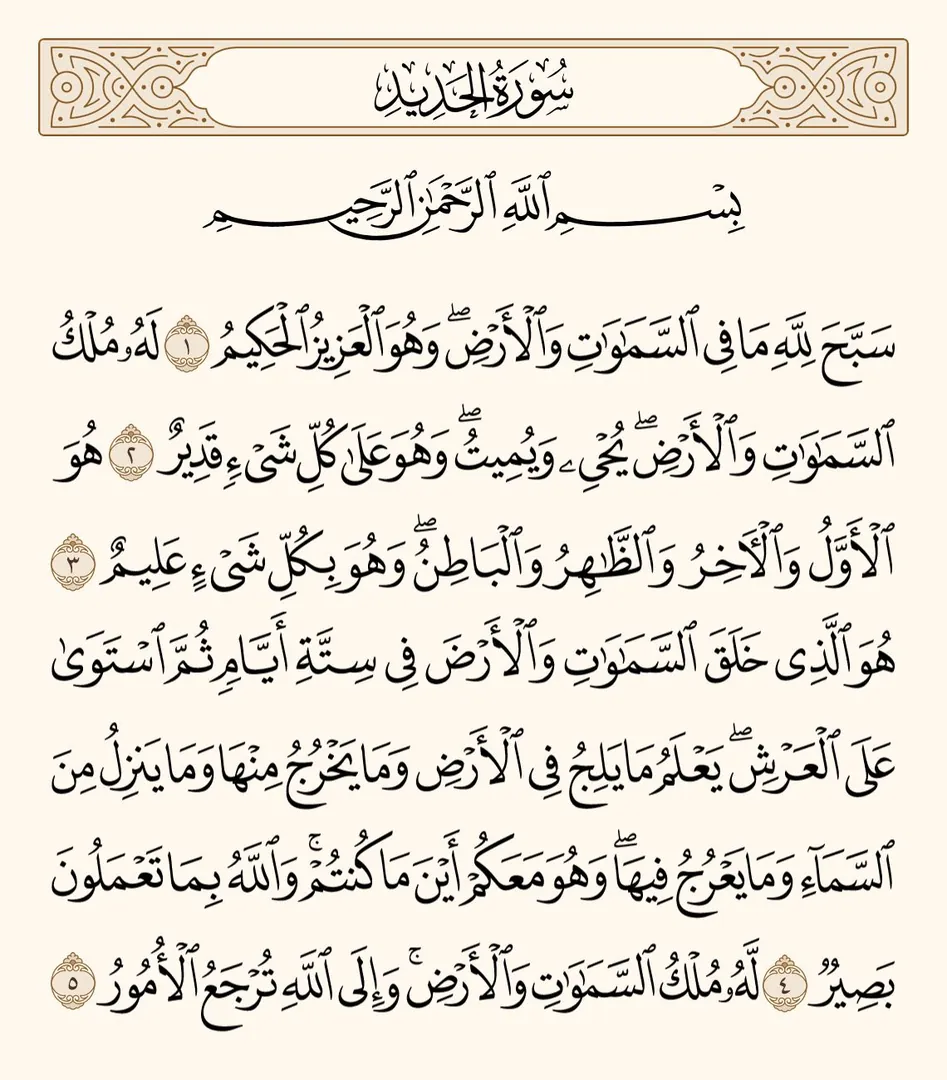 سُورَةُ الحَدِيدِ
بِسْمِ ٱللَّهِ ٱلرَّحْمَٰنِ ٱلرَّحِيمِ
سَبَّحَ لِلَّهِ مَا فِى ٱلسَّمَٰوَٰتِ وَٱلْأَرْضِۖ وَهُوَ ٱلْعَزِيزُ ٱلْحَكِيمُ ١ لَهُۥ مُلْكُ
ٱلسَّمَٰوَٰتِ وَٱلْأَرْضِۖ يُحْىِۦ وَيُمِيتُۖ وَهُوَ عَلَىٰ كُلِّ شَىْءٍ قَدِيرٌ ٢ هُوَ
ٱلْأَوَّلُ وَٱلْـَٔاخِرُ وَٱلظَّٰهِرُ وَٱلْبَاطِنُۖ وَهُوَ بِكُلِّ شَىْءٍ عَلِيمٌ ٣
هُوَ ٱلَّذِى خَلَقَ ٱلسَّمَٰوَٰتِ وَٱلْأَرْضَ فِى سِتَّةِ أَيَّامٍ ثُمَّ ٱسْتَوَىٰ
عَلَى ٱلْعَرْشِۖ يَعْلَمُ مَا يَلِجُ فِى ٱلْأَرْضِ وَمَا يَخْرُجُ مِنْهَا وَمَا يَنزِلُ مِنَ
ٱلسَّمَآءِ وَمَا يَعْرُجُ فِيهَاۖ وَهُوَ مَعَكُمْ أَيْنَ مَا كُنتُمْۚ وَٱللَّهُ بِمَا تَعْمَلُونَ
بَصِيرٌ ٤ لَّهُۥ مُلْكُ ٱلسَّمَٰوَٰتِ وَٱلْأَرْضِۚ وَإِلَى ٱللَّهِ تُرْجَعُ ٱلْأُمُورُ ٥